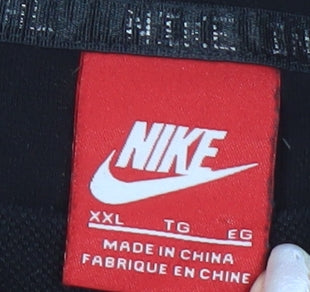 NIKE
XXL TG EG
MADE IN CHINA
FABRIQUE EN CHINE